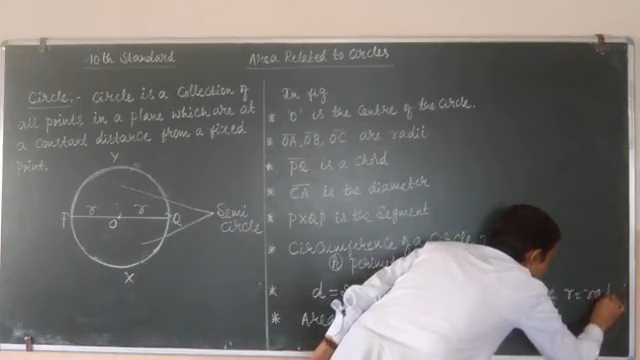 10th Standard
Area Related to Circles
Circle:- Circle is a Collection of
all points in a plane which are at
a constant distance from a fixed
point.
Y
P r r Q
O
X
Semi
Circle
In fig
* 'O' is the Centre of the circle.
* OA, OB, OC are radii
* PQ is a chord
* CA is the diameter
* PXQP is the Segment
* Circumference of a Circle
* d =
r = rad
* Area